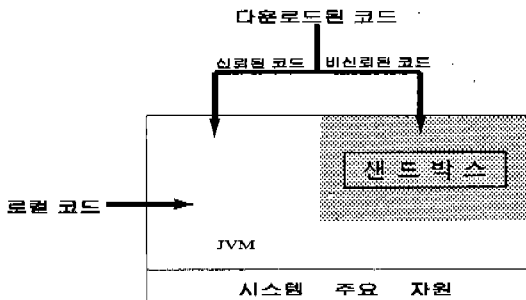 다운로드된 코드
신뢰된 코드 비신뢰된 코드
샌 드 박 스
로컬 코드
JVM
시스템 주요 자원